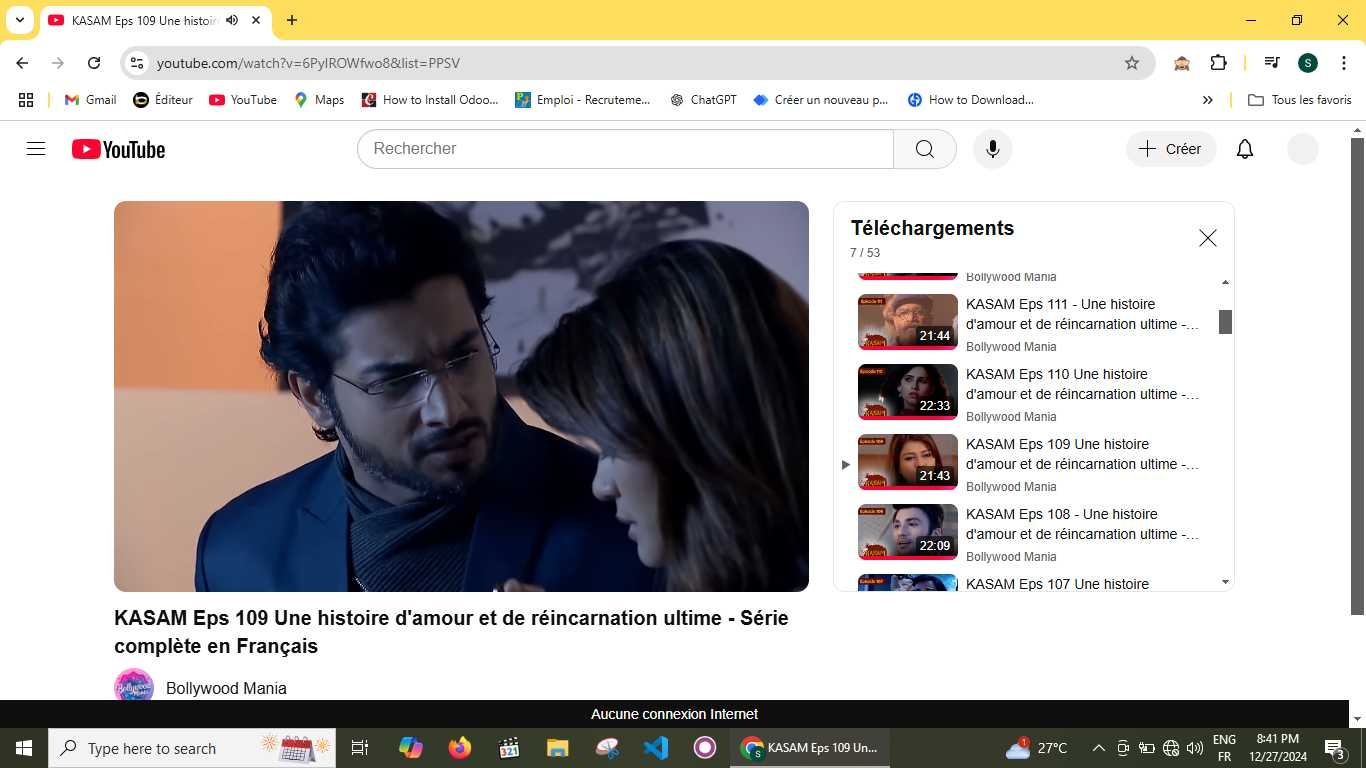 KASAM Eps 109 Une histoir
youtube.com/watch?v=6PyIROWfwo8&list=PPSV
S
Gmail
Éditeur
YouTube
Maps
How to Install Odoo...
Emploi - Recruteme...
ChatGPT
Créer un nouveau p...
How to Download...
Tous les favoris
YouTube
Rechercher
Créer
Téléchargements
7 / 53
Bollywood Mania
KASAM Eps 111 - Une histoire
d'amour et de réincarnation ultime -...
21:44
Bollywood Mania
KASAM Eps 110 Une histoire
d'amour et de réincarnation ultime -...
22:33
Bollywood Mania
KASAM Eps 109 Une histoire
d'amour et de réincarnation ultime -...
21:43
Bollywood Mania
KASAM Eps 108 - Une histoire
d'amour et de réincarnation ultime -...
22:09
Bollywood Mania
KASAM Eps 107 Une histoire
KASAM Eps 109 Une histoire d'amour et de réincarnation ultime - Série
complète en Français
Bollywood Mania
Aucune connexion Internet
Type here to search
KASAM Eps 109 Un...
27°C
ENG
FR
8:41 PM
12/27/2024
3